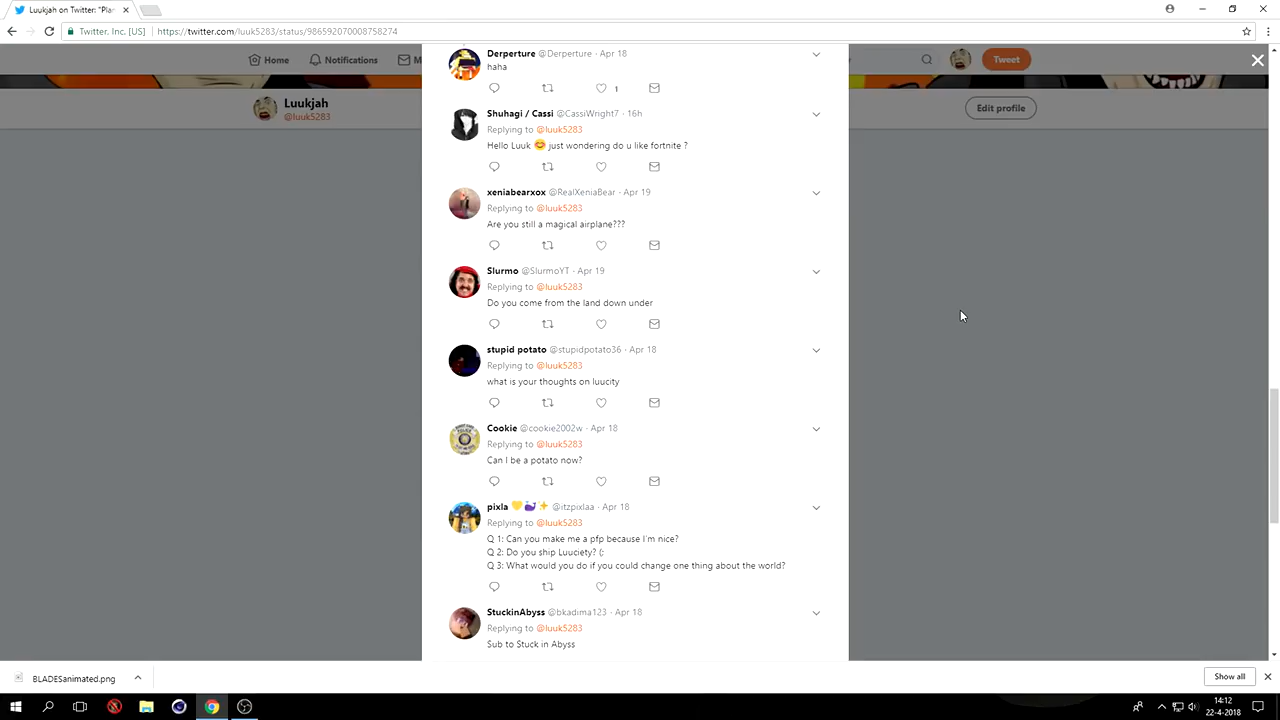 Luukjah on Twitter: "Plar
Twitter, Inc. [US] https://twitter.com/luuk5283/status/986592070008758274
Home Notifications M Tweet
Luukjah
@luuk5283
Edit profile
Derperture @Derperture · Apr 18
haha
1
Shuhagi / Cassi @CassiWright7 · 16h
Replying to @luuk5283
Hello Luuk 😊 just wondering do u like fortnite ?
xeniabearxox @RealXeniaBear · Apr 19
Replying to @luuk5283
Are you still a magical airplane???
Slurmo @SlurmoYT · Apr 19
Replying to @luuk5283
Do you come from the land down under
stupid potato @stupidpotato36 · Apr 18
Replying to @luuk5283
what is your thoughts on luucity
Cookie @cookie2002w · Apr 18
Replying to @luuk5283
Can I be a potato now?
pixla 💛🐳✨ @itzpixlaa · Apr 18
Replying to @luuk5283
Q 1: Can you make me a pfp because I'm nice?
Q 2: Do you ship Luuciety? (;
Q 3: What would you do if you could change one thing about the world?
StuckinAbyss @bkadima123 · Apr 18
Replying to @luuk5283
Sub to Stuck in Abyss
BLADESanimated.png
Show all
14:12
22-4-2018